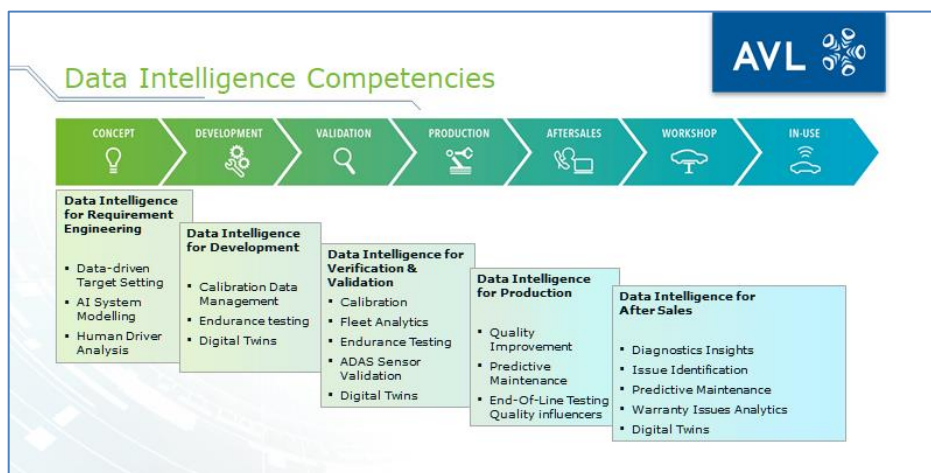 AVL
Data Intelligence Competencies
CONCEPT
DEVELOPMENT
VALIDATION
PRODUCTION
AFTERSALES
WORKSHOP
IN-USE
Data Intelligence
for Requirement
Engineering
▪ Data-driven
Target Setting
▪ AI System
Modelling
▪ Human Driver
Analysis
Data Intelligence
for Development
▪ Calibration Data
Management
▪ Endurance testing
▪ Digital Twins
Data Intelligence for
Verification &
Validation
▪ Calibration
▪ Fleet Analytics
▪ Endurance Testing
▪ ADAS Sensor
Validation
▪ Digital Twins
Data Intelligence
for Production
▪ Quality
Improvement
▪ Predictive
Maintenance
▪ End-Of-Line Testing
Quality influencers
Data Intelligence for
After Sales
▪ Diagnostics Insights
▪ Issue Identification
▪ Predictive Maintenance
▪ Warranty Issues Analytics
▪ Digital Twins